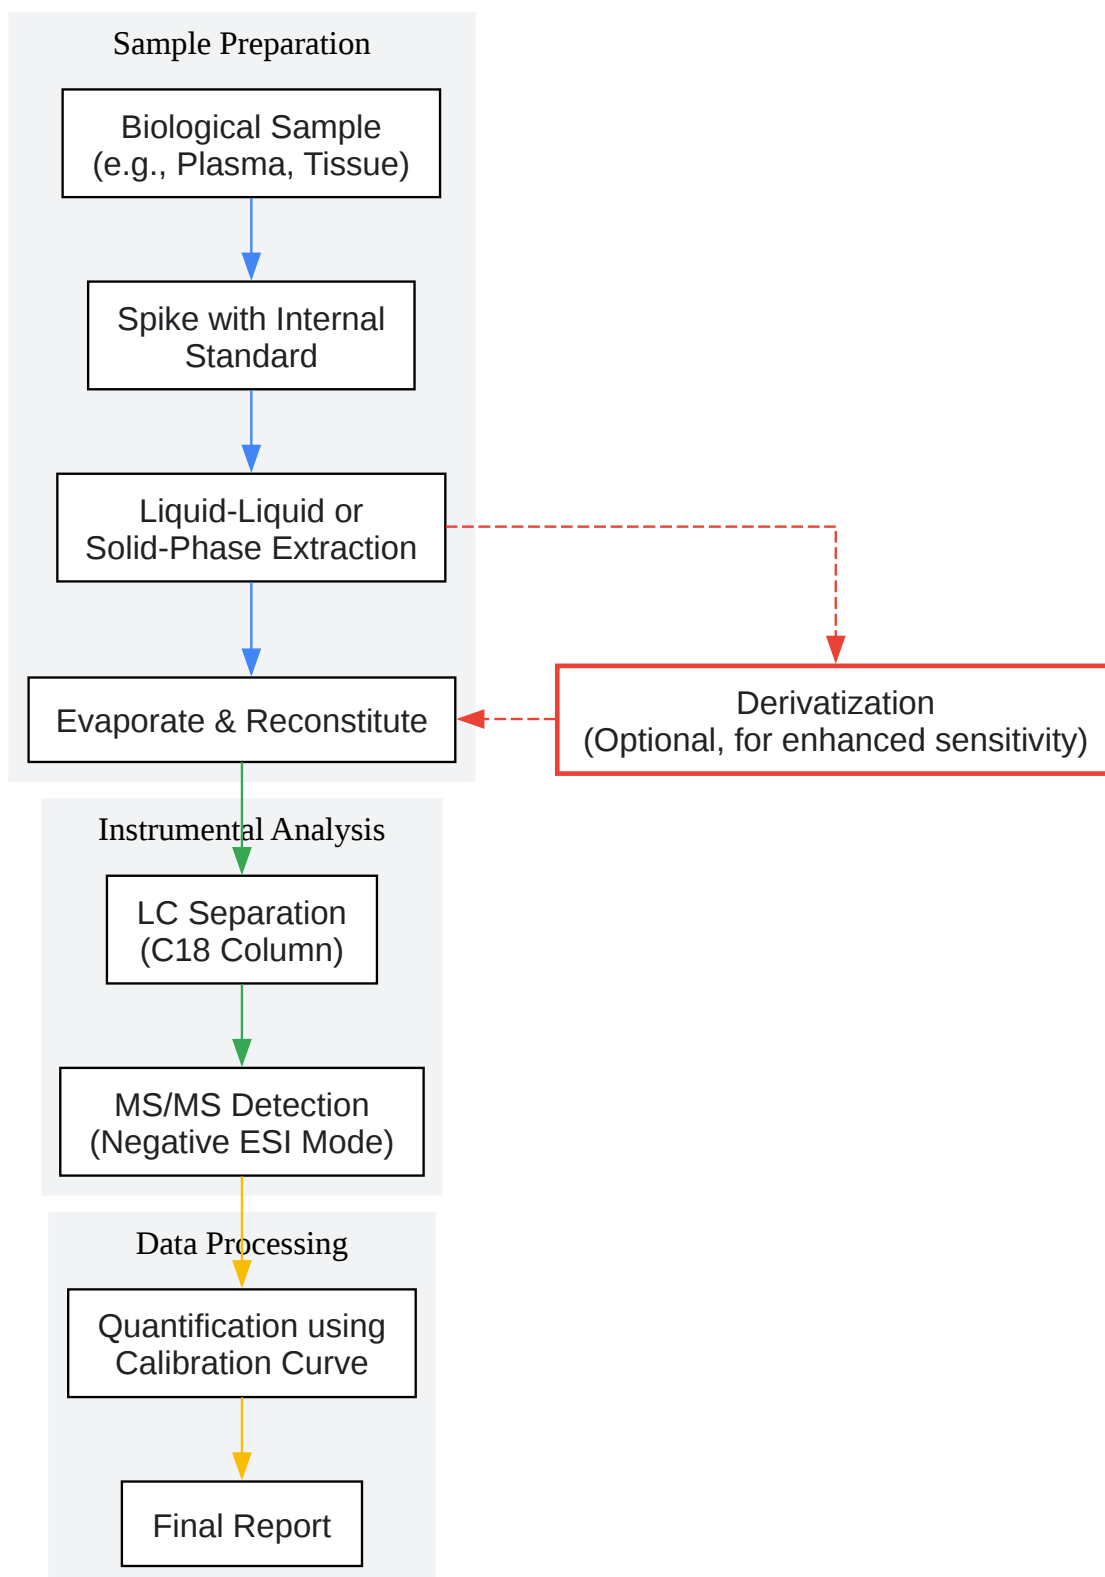 Sample Preparation
Biological Sample
(e.g., Plasma, Tissue)
Spike with Internal
Standard
Liquid-Liquid or
Solid-Phase Extraction
Derivatization
(Optional, for enhanced sensitivity)
Evaporate & Reconstitute
Instrumental Analysis
LC Separation
(C18 Column)
MS/MS Detection
(Negative ESI Mode)
Data Processing
Quantification using
Calibration Curve
Final Report